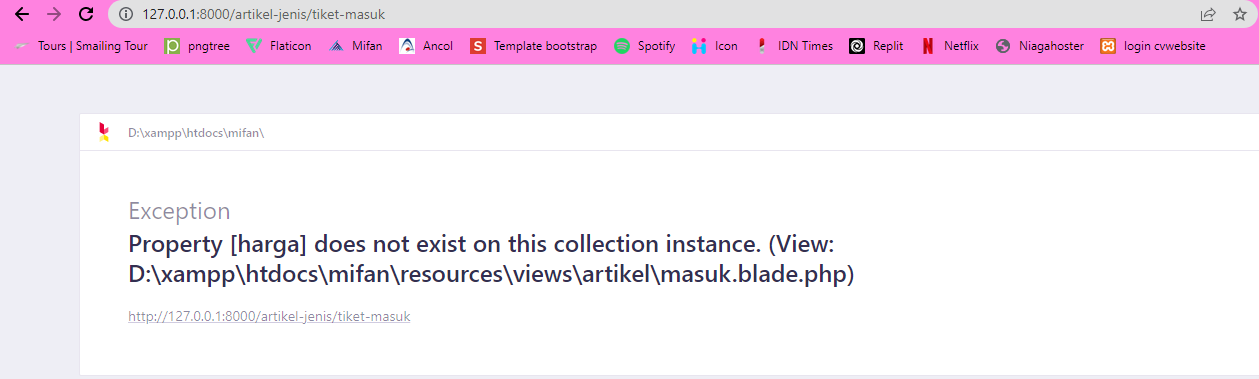 127.0.0.1:8000/artikel-jenis/tiket-masuk
Tours | Smailing Tour pngtree Flaticon Mifan Ancol Template bootstrap Spotify Icon IDN Times Replit Netflix Niagahoster login cvwebsite
D:\xampp\htdocs\mifan\
Exception
Property [harga] does not exist on this collection instance. (View:
D:\xampp\htdocs\mifan\resources\views\artikel\masuk.blade.php)
http://127.0.0.1:8000/artikel-jenis/tiket-masuk